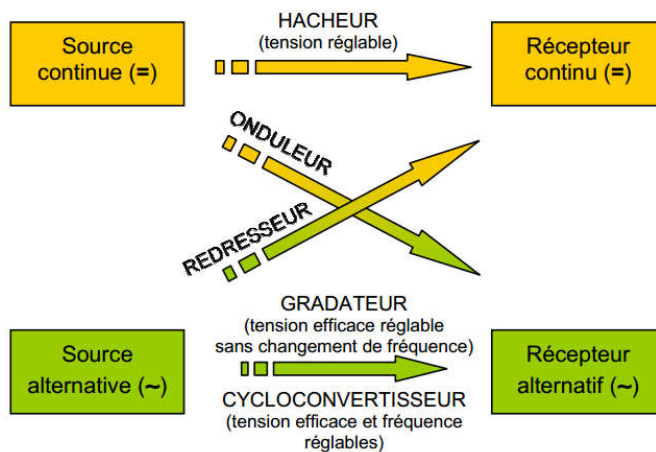 HACHEUR
(tension réglable)
Source
continue (=)
Récepteur
continu (=)
ONDULEUR
REDRESSEUR
GRADATEUR
(tension efficace réglable
sans changement de fréquence)
Source
alternative (~)
Récepteur
alternatif (~)
CYCLOCONVERTISSEUR
(tension efficace et fréquence
réglables)